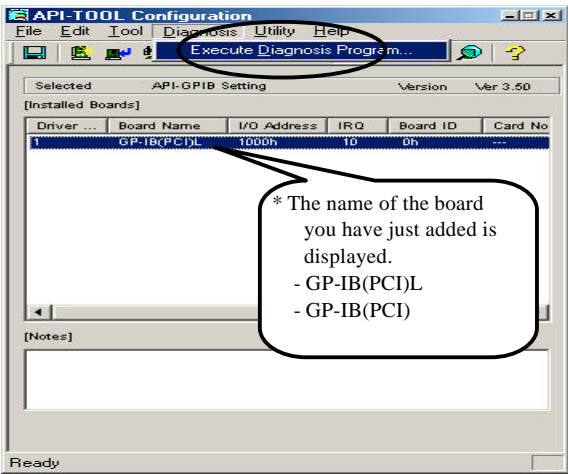 API-TOOL Configuration
File Edit Tool Diagnosis Utility Help
Execute Diagnosis Program...
Selected API-GPIB Setting Version Ver 3.50
[Installed Boards]
Driver ... Board Name I/O Address IRQ Board ID Card No
1 GP-IB(PCI)L 1000h 10 0h ---
* The name of the board
you have just added is
displayed.
- GP-IB(PCI)L
- GP-IB(PCI)
[Notes]
Ready